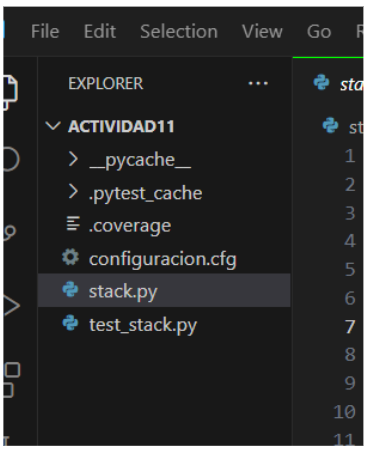 File Edit Selection View Go
EXPLORER ...
ACTIVIDAD11
__pycache__
.pytest_cache
.coverage
configuracion.cfg
stack.py
test_stack.py
sta
st
1
2
3
4
5
6
7
8
9
10
11